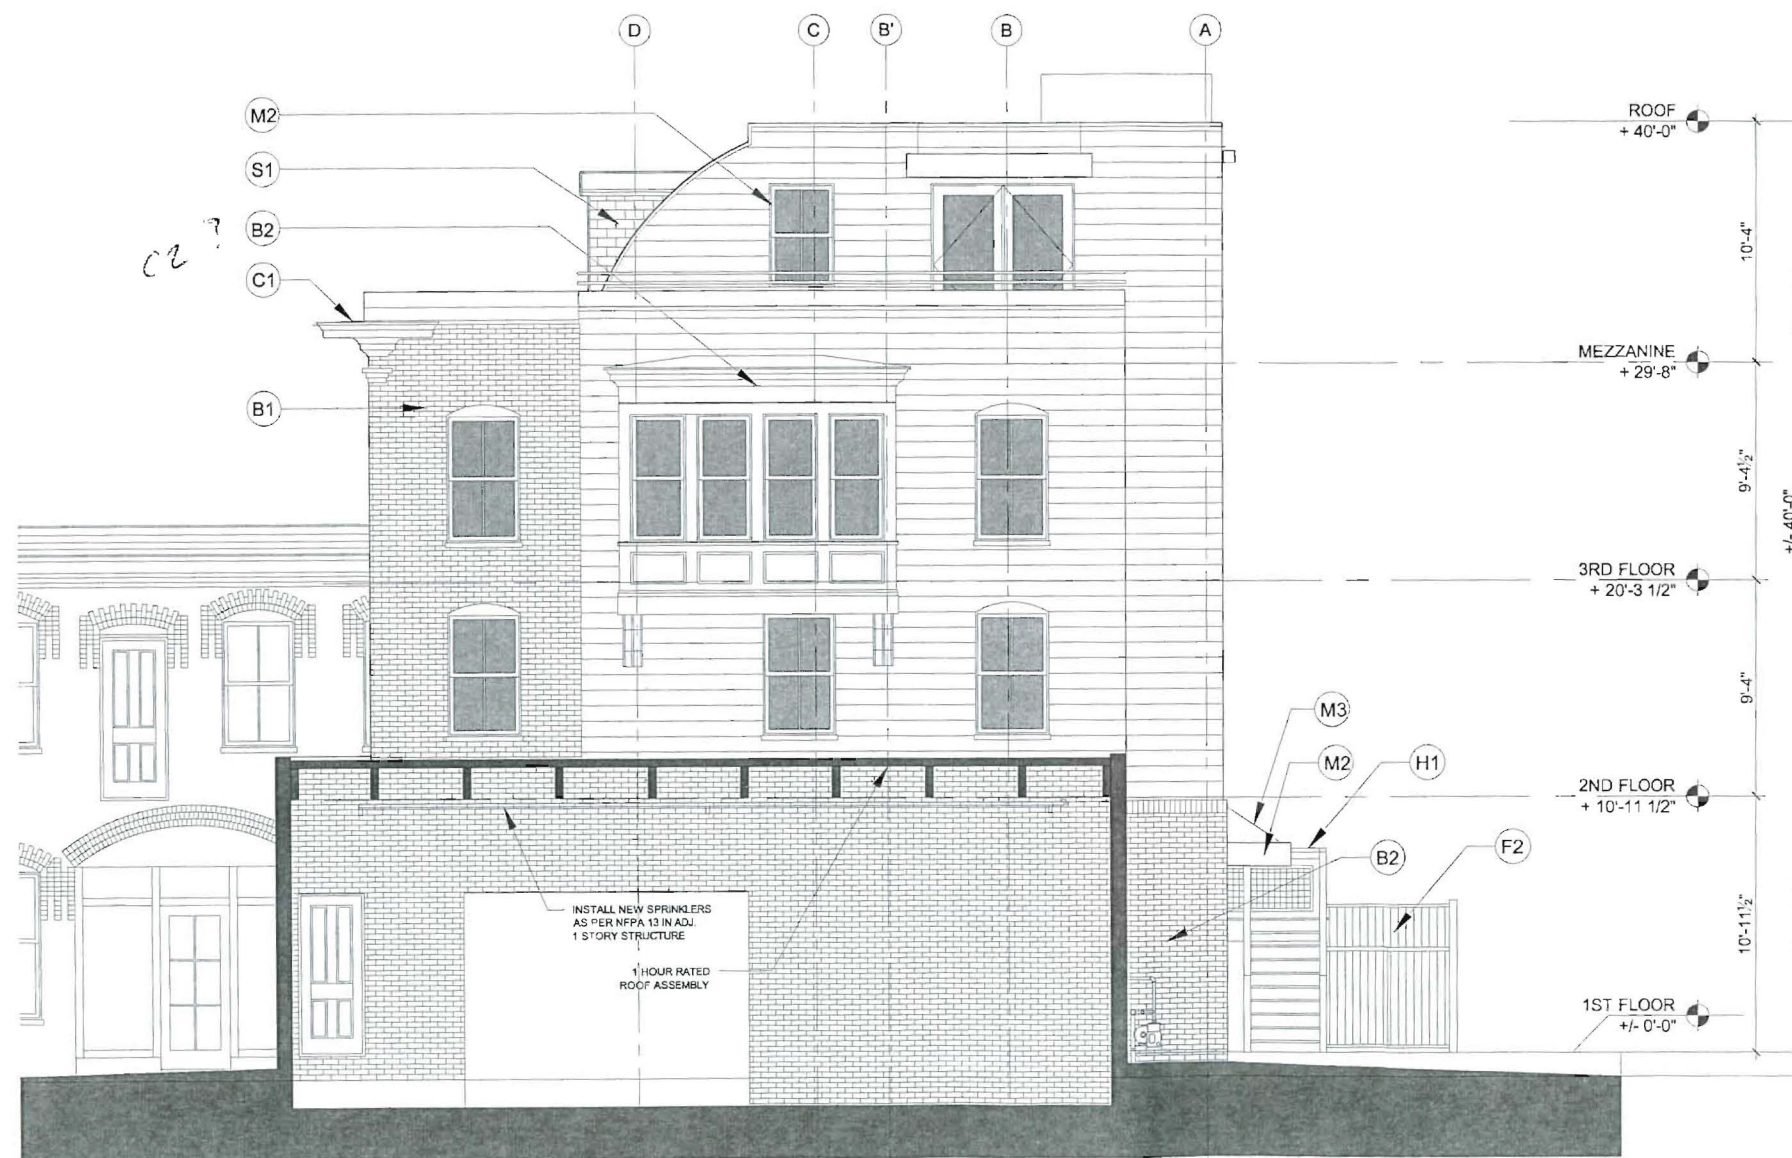 D
C
B'
B
A
M2
S1
B2
C2 ?
C1
B1
ROOF
+ 40'-0"
10'-4"
MEZZANINE
+ 29'-8"
9'-4½"
+/- 40'-0"
3RD FLOOR
+ 20'-3 1/2"
9'-4"
M3
M2
H1
2ND FLOOR
+ 10'-11 1/2"
B2
F2
10'-11½"
INSTALL NEW SPRINKLERS
AS PER NFPA 13 IN ADJ.
1 STORY STRUCTURE
1 HOUR RATED
ROOF ASSEMBLY
1ST FLOOR
+/- 0'-0"